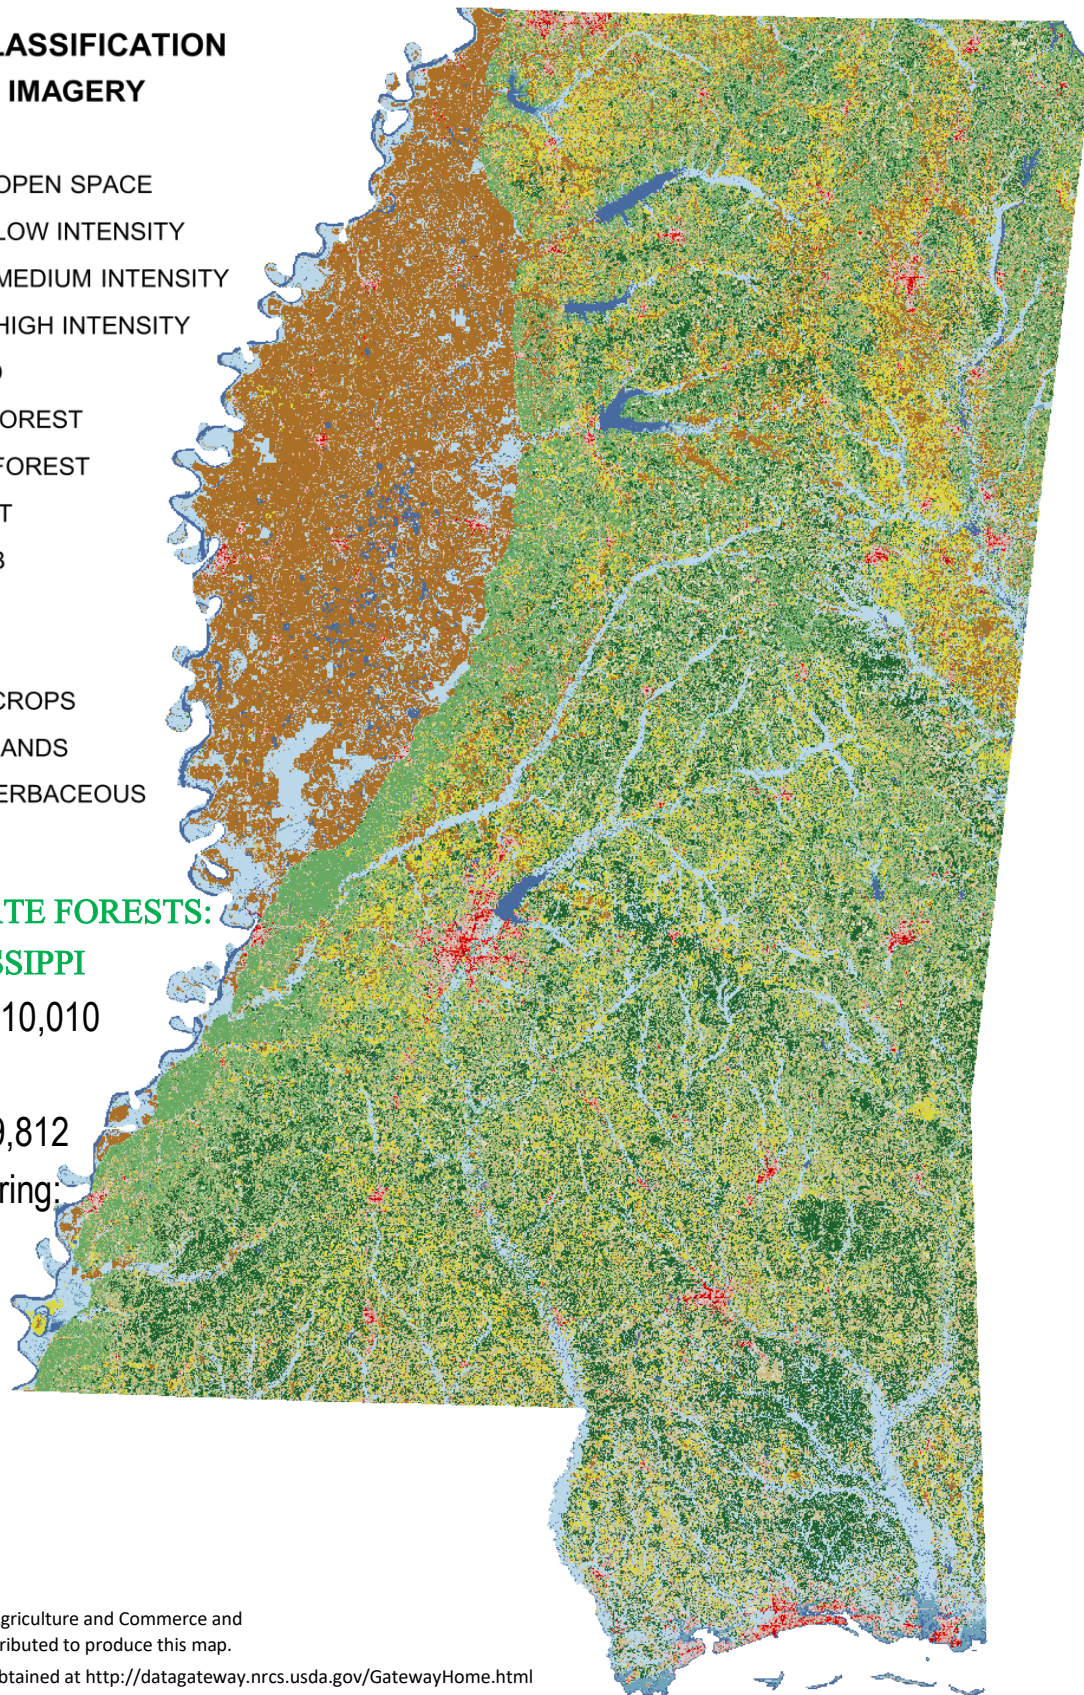 LASSIFICATION
IMAGERY
OPEN SPACE
LOW INTENSITY
MEDIUM INTENSITY
HIGH INTENSITY
D
OREST
FOREST
T
B
CROPS
ANDS
ERBACEOUS
TE FORESTS:
SSIPPI
10,010
9,812
ring:
griculture and Commerce and
ributed to produce this map.
btained at http://datagateway.nrcs.usda.gov/GatewayHome.html